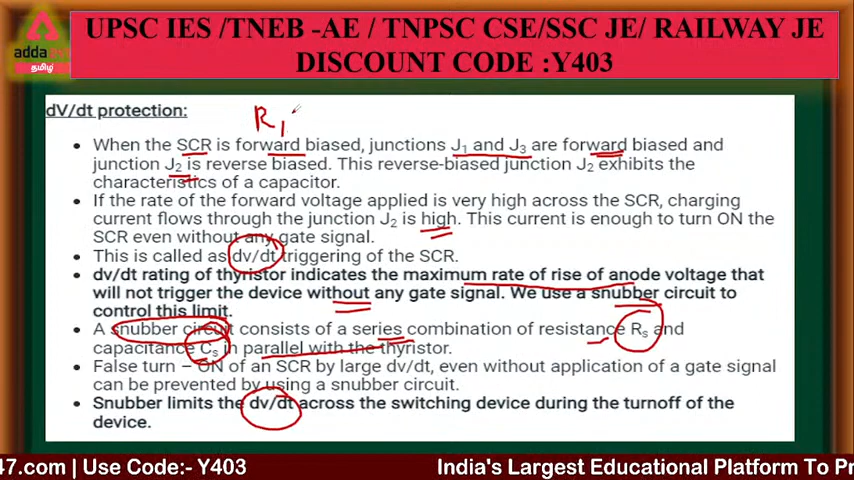 UPSC IES /TNEB -AE / TNPSC CSE/SSC JE/ RAILWAY JE
DISCOUNT CODE :Y403
adda247
தமிழ்
dV/dt protection:
R1
• When the SCR is forward biased, junctions J1 and J3 are forward biased and
junction J2 is reverse biased. This reverse-biased junction J2 exhibits the
characteristics of a capacitor.
• If the rate of the forward voltage applied is very high across the SCR, charging
current flows through the junction J2 is high. This current is enough to turn ON the
SCR even without any gate signal.
• This is called as dv/dt triggering of the SCR.
• dv/dt rating of thyristor indicates the maximum rate of rise of anode voltage that
will not trigger the device without any gate signal. We use a snubber circuit to
control this limit.
• A snubber circuit consists of a series combination of resistance Rs and
capacitance Cs in parallel with the thyristor.
• False turn – ON of an SCR by large dv/dt, even without application of a gate signal
can be prevented by using a snubber circuit.
• Snubber limits the dv/dt across the switching device during the turnoff of the
device.
47.com | Use Code:- Y403
India's Largest Educational Platform To Pr